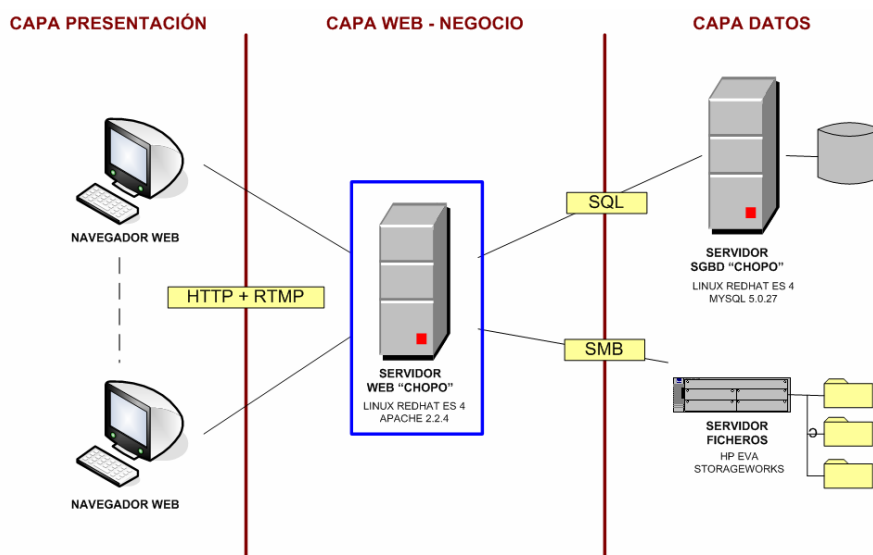 CAPA PRESENTACIÓN
CAPA WEB - NEGOCIO
CAPA DATOS
NAVEGADOR WEB
HTTP + RTMP
NAVEGADOR WEB
SERVIDOR
WEB “CHOPO”
LINUX REDHAT ES 4
APACHE 2.2.4
SQL
SMB
SERVIDOR
SGBD “CHOPO”
LINUX REDHAT ES 4
MYSQL 5.0.27
SERVIDOR
FICHEROS
HP EVA
STORAGEWORKS